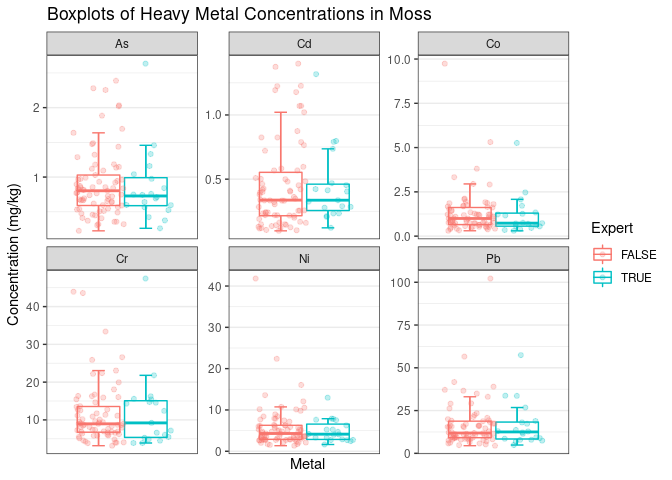 Boxplots of Heavy Metal Concentrations in Moss
As
Cd
Co
2
1
1.0
0.5
10.0
7.5
5.0
2.5
0.0
Concentration (mg/kg)
Cr
Ni
Pb
40
30
20
10
40
30
20
10
0
100
75
50
25
0
Metal
Expert
FALSE
TRUE